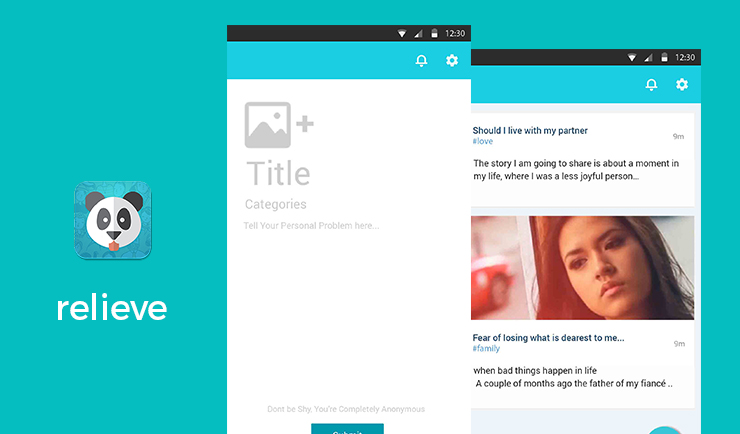 relieve
12:30
Title
Categories
Tell Your Personal Problem here...
Dont be Shy, You're Completely Anonymous
Submit
12:30
Should I live with my partner
#love
9m
The story I am going to share is about a moment in
my life, where I was a less joyful person...
Fear of losing what is dearest to me...
#family
9m
when bad things happen in life
A couple of months ago the father of my fiancé ..